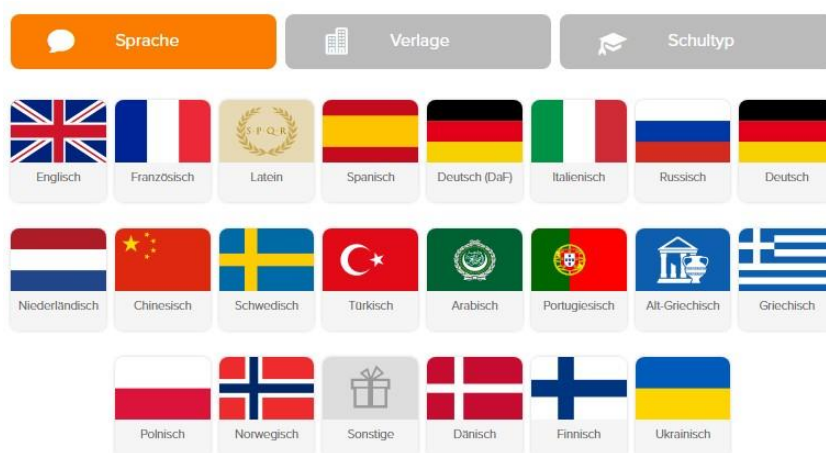 Sprache Verlage Schultyp
SPQR
Englisch Französisch Latein Spanisch Deutsch (DaF) Italienisch Russisch Deutsch
Niederländisch Chinesisch Schwedisch Türkisch Arabisch Portugiesisch Alt-Griechisch Griechisch
Polnisch Norwegisch Sonstige Dänisch Finnisch Ukrainisch